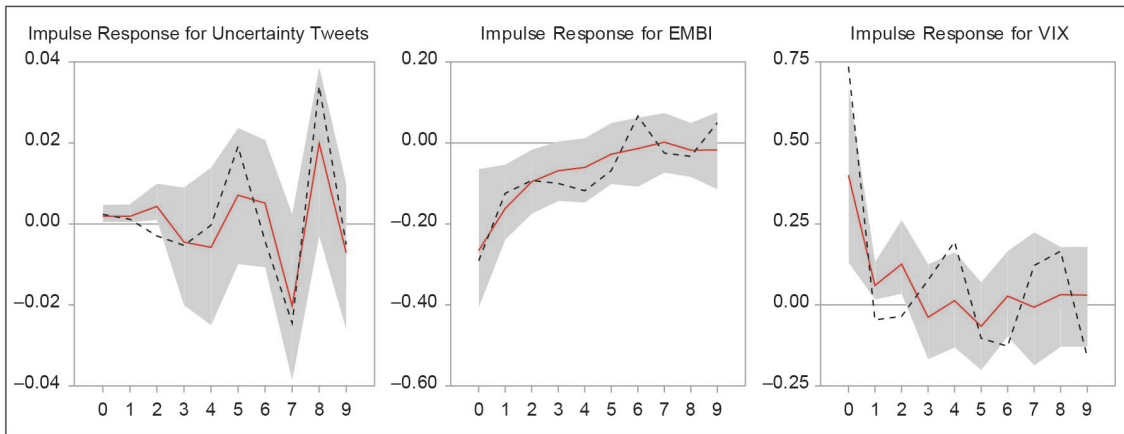 Impulse Response for Uncertainty Tweets
0.04
0.02
0.00
−0.02
−0.04
0 1 2 3 4 5 6 7 8 9
Impulse Response for EMBI
0.20
0.00
−0.20
−0.40
−0.60
0 1 2 3 4 5 6 7 8 9
Impulse Response for VIX
0.75
0.50
0.25
0.00
−0.25
0 1 2 3 4 5 6 7 8 9